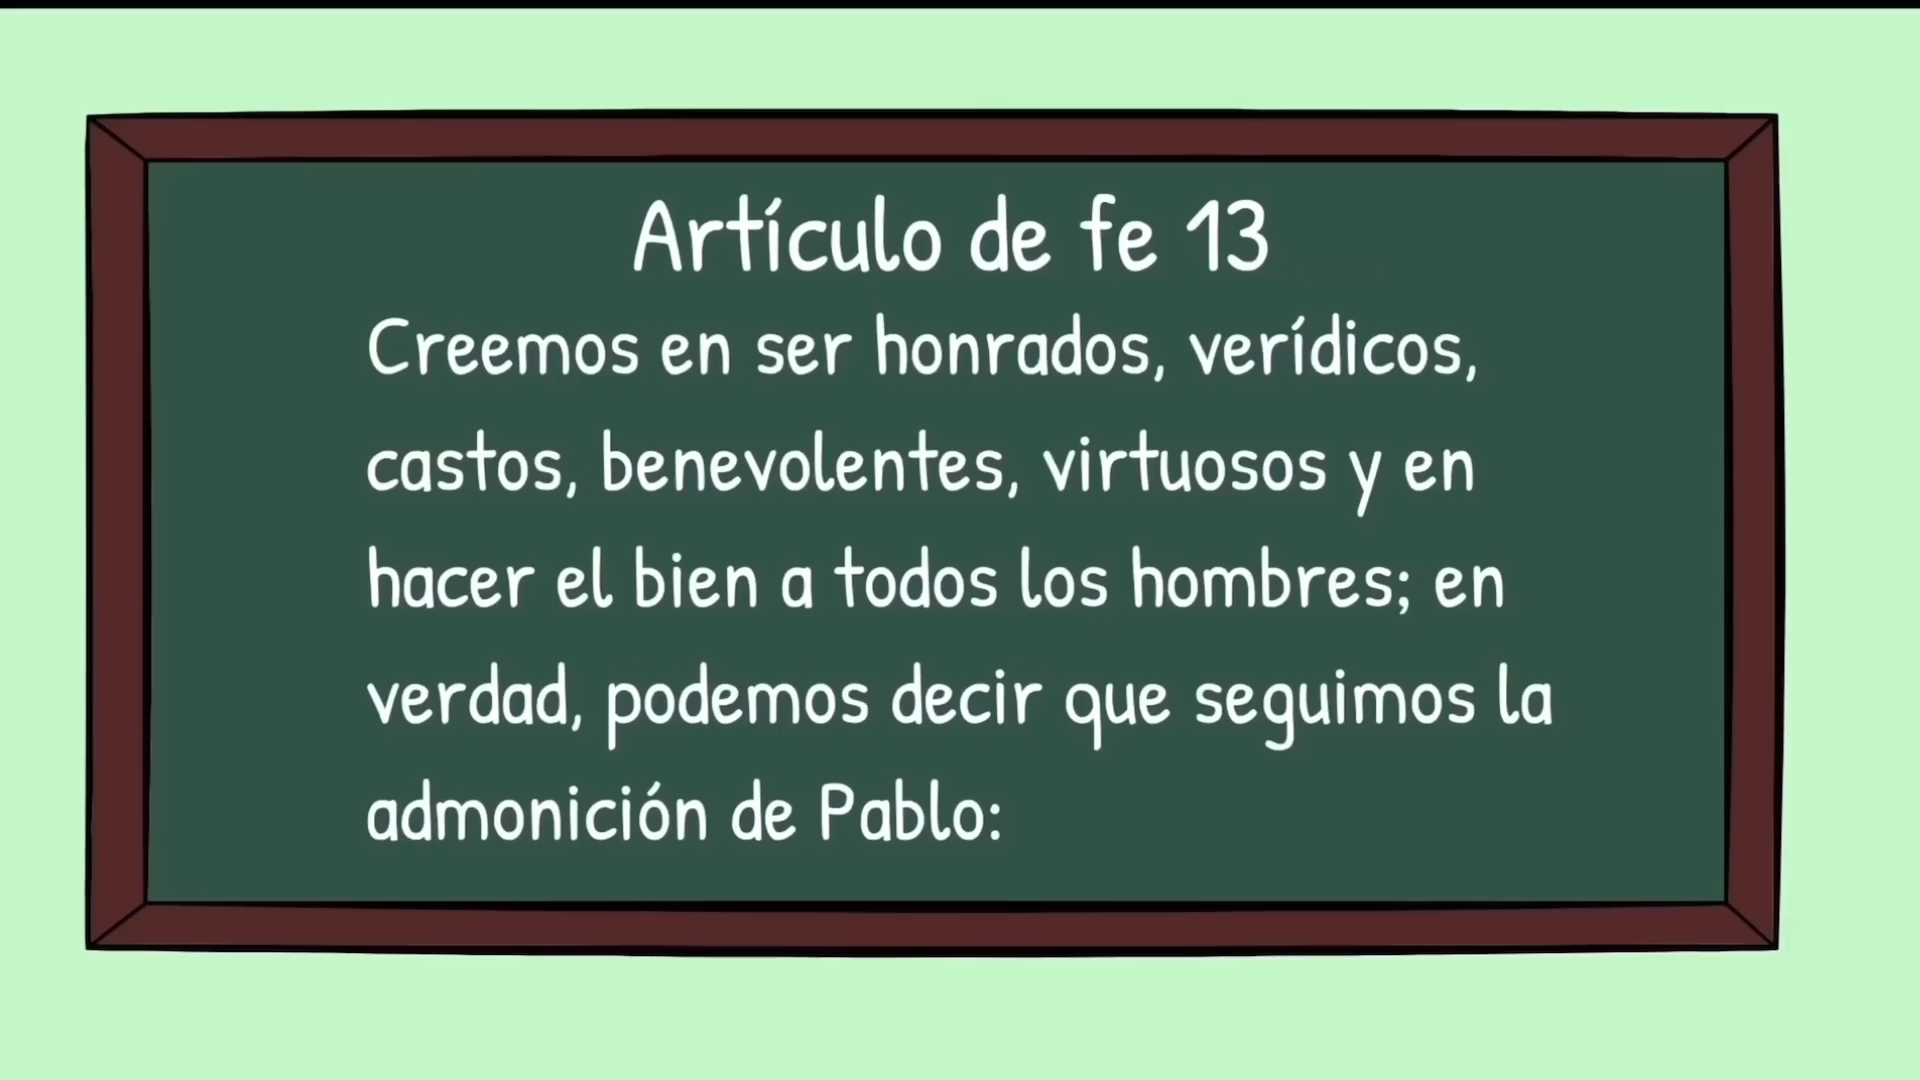 Artículo de fe 13
Creemos en ser honrados, verídicos,
castos, benevolentes, virtuosos y en
hacer el bien a todos los hombres; en
verdad, podemos decir que seguimos la
admonición de Pablo: